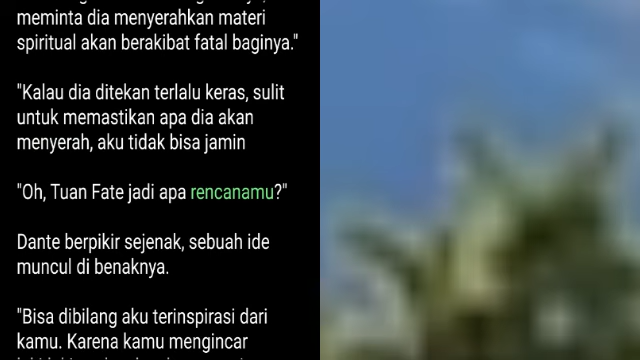 meminta dia menyerahkan materi
spiritual akan berakibat fatal baginya."
"Kalau dia ditekan terlalu keras, sulit
untuk memastikan apa dia akan
menyerah, aku tidak bisa jamin
"Oh, Tuan Fate jadi apa rencanamu?"
Dante berpikir sejenak, sebuah ide
muncul di benaknya.
"Bisa dibilang aku terinspirasi dari
kamu. Karena kamu mengincar